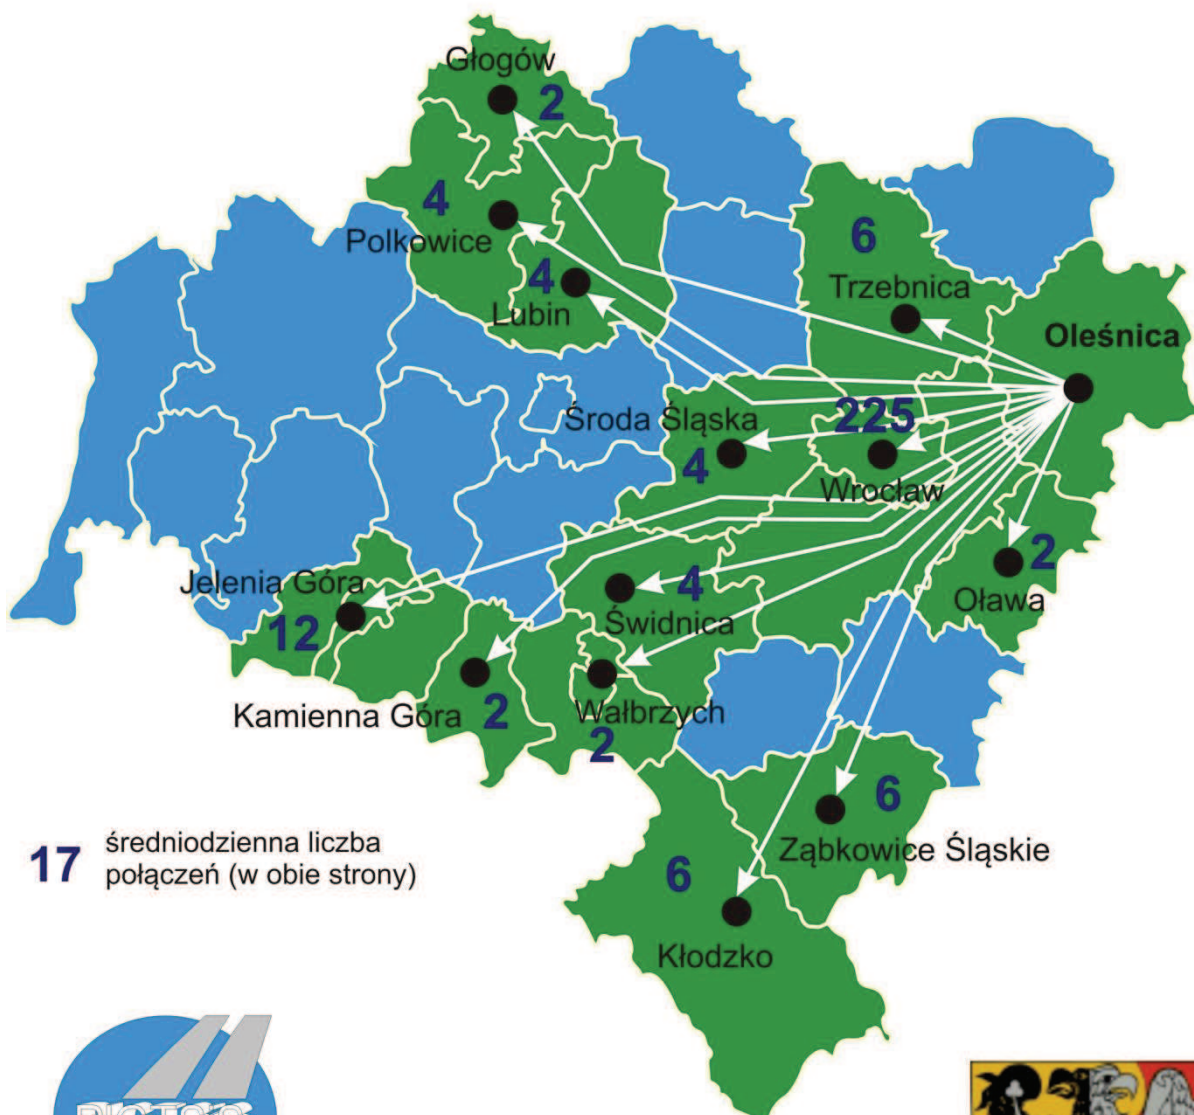 Głogów
2
4
Polkowice
4
Lubin
6
Trzebnica
Oleśnica
Środa Śląska
4
225
Wrocław
2
Oława
Jelenia Góra
12
4
Świdnica
Kamienna Góra
2
Wałbrzych
2
6
Ząbkowice Śląskie
6
Kłodzko
17 średniodzienna liczba
połączeń (w obie strony)